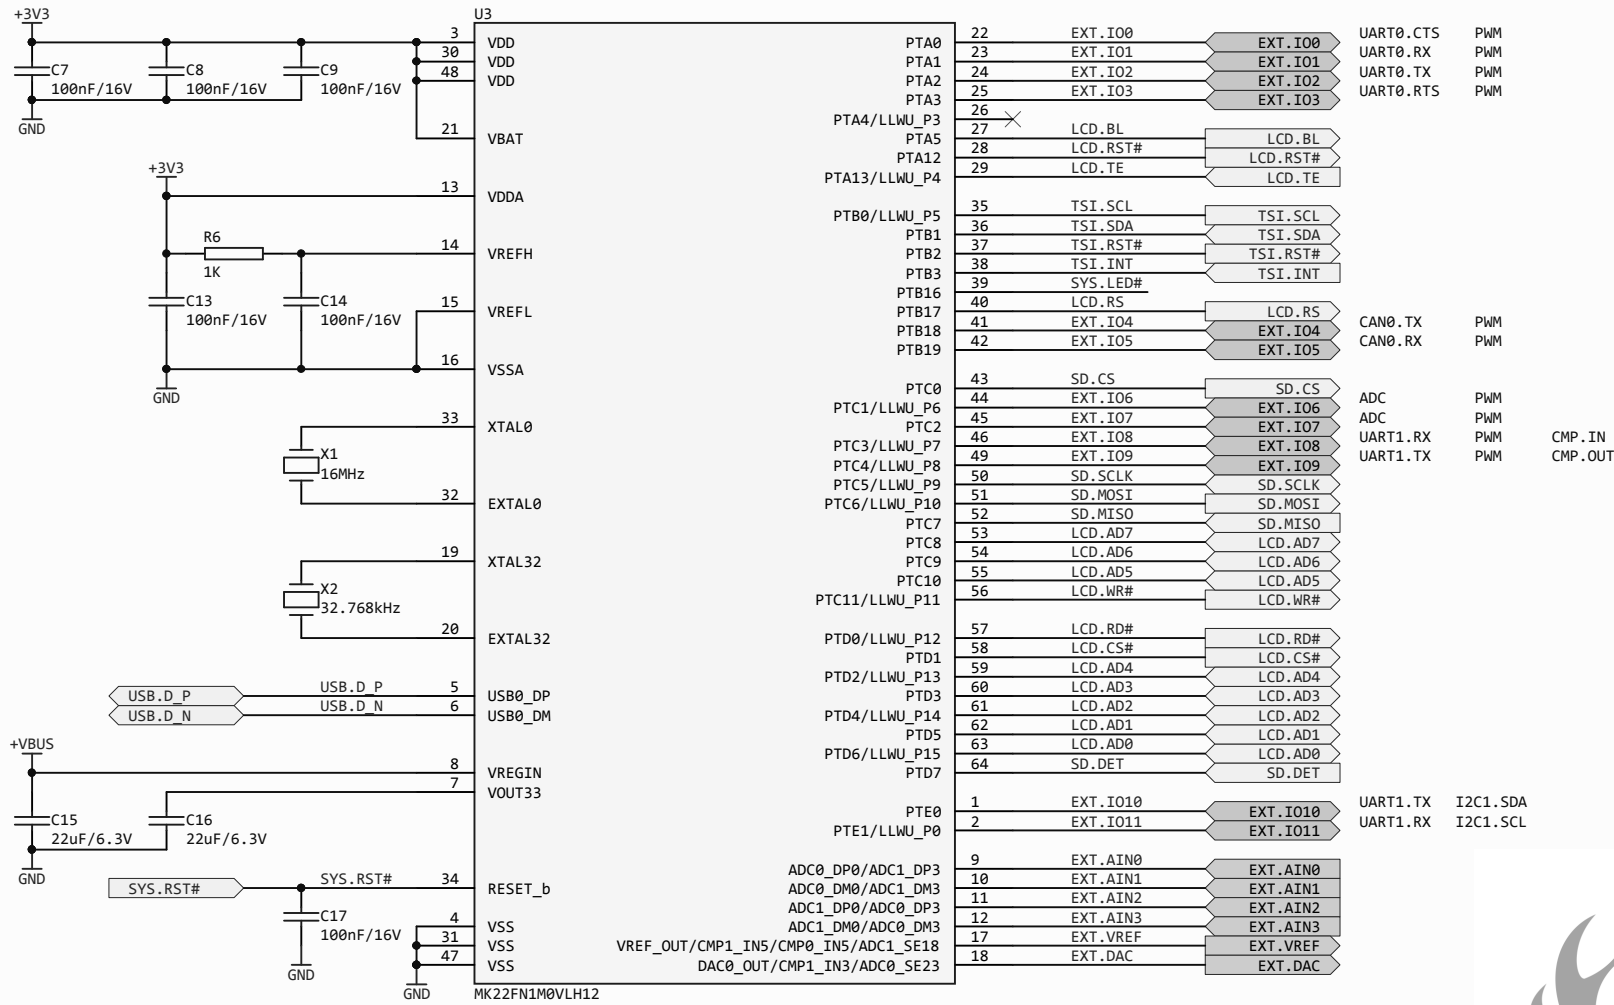 U3
+3V3
C7
100nF/16V
C8
100nF/16V
C9
100nF/16V
GND
3 VDD
30 VDD
48 VDD
21 VBAT
+3V3
13 VDDA
R6
1K
14 VREFH
C13
100nF/16V
C14
100nF/16V
15 VREFL
16 VSSA
GND
33 XTAL0
X1
16MHz
32 EXTAL0
19 XTAL32
X2
32.768kHz
20 EXTAL32
USB.D_P USB.D_P 5 USB0_DP
USB.D_N USB.D_N 6 USB0_DM
+VBUS
8 VREGIN
7 VOUT33
C15
22uF/6.3V
C16
22uF/6.3V
GND
SYS.RST# SYS.RST# 34 RESET_b
C17
100nF/16V
GND
4 VSS
31 VSS
47 VSS
GND
PTA0 22 EXT.IO0 EXT.IO0 UART0.CTS PWM
PTA1 23 EXT.IO1 EXT.IO1 UART0.RX PWM
PTA2 24 EXT.IO2 EXT.IO2 UART0.TX PWM
PTA3 25 EXT.IO3 EXT.IO3 UART0.RTS PWM
PTA4/LLWU_P3 26
PTA5 27 LCD.BL LCD.BL
PTA12 28 LCD.RST# LCD.RST#
PTA13/LLWU_P4 29 LCD.TE LCD.TE
PTB0/LLWU_P5 35 TSI.SCL TSI.SCL
PTB1 36 TSI.SDA TSI.SDA
PTB2 37 TSI.RST# TSI.RST#
PTB3 38 TSI.INT TSI.INT
PTB16 39 SYS.LED#
PTB17 40 LCD.RS LCD.RS
PTB18 41 EXT.IO4 EXT.IO4 CAN0.TX PWM
PTB19 42 EXT.IO5 EXT.IO5 CAN0.RX PWM
PTC0 43 SD.CS SD.CS
PTC1/LLWU_P6 44 EXT.IO6 EXT.IO6 ADC PWM
PTC2 45 EXT.IO7 EXT.IO7 ADC PWM
PTC3/LLWU_P7 46 EXT.IO8 EXT.IO8 UART1.RX PWM CMP.IN
PTC4/LLWU_P8 49 EXT.IO9 EXT.IO9 UART1.TX PWM CMP.OUT
PTC5/LLWU_P9 50 SD.SCLK SD.SCLK
PTC6/LLWU_P10 51 SD.MOSI SD.MOSI
PTC7 52 SD.MISO SD.MISO
PTC8 53 LCD.AD7 LCD.AD7
PTC9 54 LCD.AD6 LCD.AD6
PTC10 55 LCD.AD5 LCD.AD5
PTC11/LLWU_P11 56 LCD.WR# LCD.WR#
PTD0/LLWU_P12 57 LCD.RD# LCD.RD#
PTD1 58 LCD.CS# LCD.CS#
PTD2/LLWU_P13 59 LCD.AD4 LCD.AD4
PTD3 60 LCD.AD3 LCD.AD3
PTD4/LLWU_P14 61 LCD.AD2 LCD.AD2
PTD5 62 LCD.AD1 LCD.AD1
PTD6/LLWU_P15 63 LCD.AD0 LCD.AD0
PTD7 64 SD.DET SD.DET
PTE0 1 EXT.IO10 EXT.IO10 UART1.TX I2C1.SDA
PTE1/LLWU_P0 2 EXT.IO11 EXT.IO11 UART1.RX I2C1.SCL
ADC0_DP0/ADC1_DP3 9 EXT.AIN0 EXT.AIN0
ADC0_DM0/ADC1_DM3 10 EXT.AIN1 EXT.AIN1
ADC1_DP0/ADC0_DP3 11 EXT.AIN2 EXT.AIN2
ADC1_DM0/ADC0_DM3 12 EXT.AIN3 EXT.AIN3
VREF_OUT/CMP1_IN5/CMP0_IN5/ADC1_SE18 17 EXT.VREF EXT.VREF
DAC0_OUT/CMP1_IN3/ADC0_SE23 18 EXT.DAC EXT.DAC
MK22FN1M0VLH12